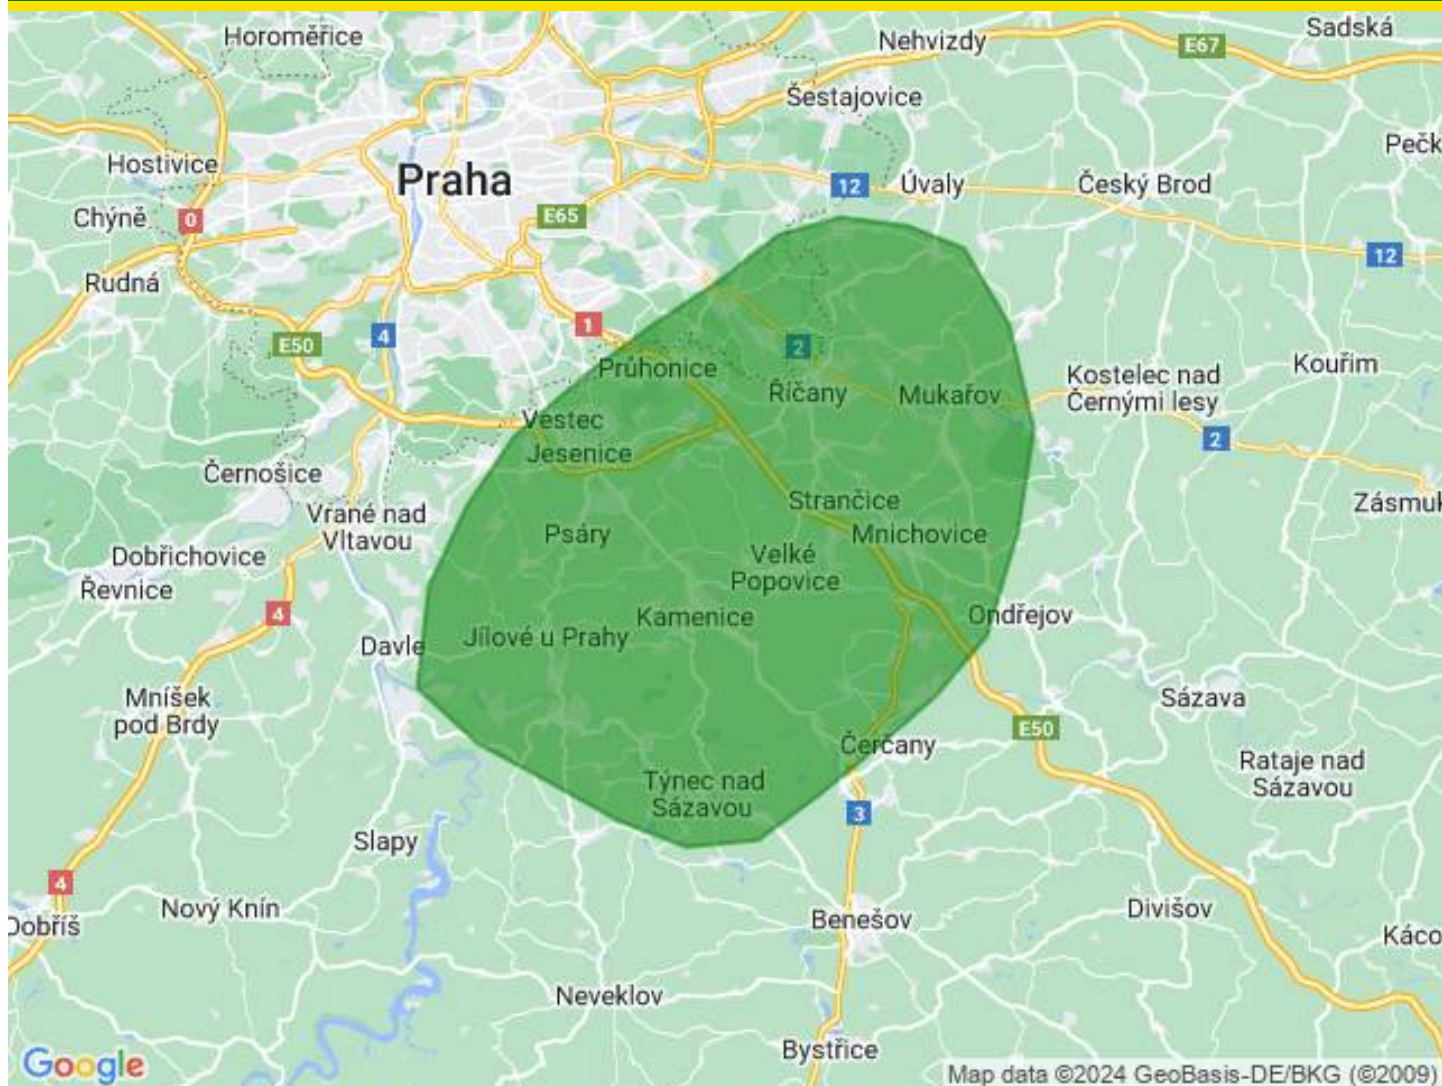 Horoměřice
Nehvizdy
E67
Sadská
Šestajovice
Pečk
Hostivice
Praha
12
Úvaly
Český Brod
Chýně
0
E65
12
Rudná
E50
4
1
2
Průhonice
Říčany
Mukařov
Kostelec nad
Černými lesy
Kouřim
2
Vestec
Jesenice
Černošice
Vrané nad
Vltavou
Strančice
Zásmuk
Psáry
Mnichovice
Dobřichovice
Velké
Popovice
Řevnice
4
Kamenice
Ondřejov
Davle
Jílové u Prahy
Mníšek
pod Brdy
Sázava
E50
Čerčany
Týnec nad
Sázavou
Rataje nad
Sázavou
3
Slapy
4
Dobříš
Nový Knín
Benešov
Divišov
Káco
Neveklov
Bystřice
Google
Map data ©2024 GeoBasis-DE/BKG (©2009)